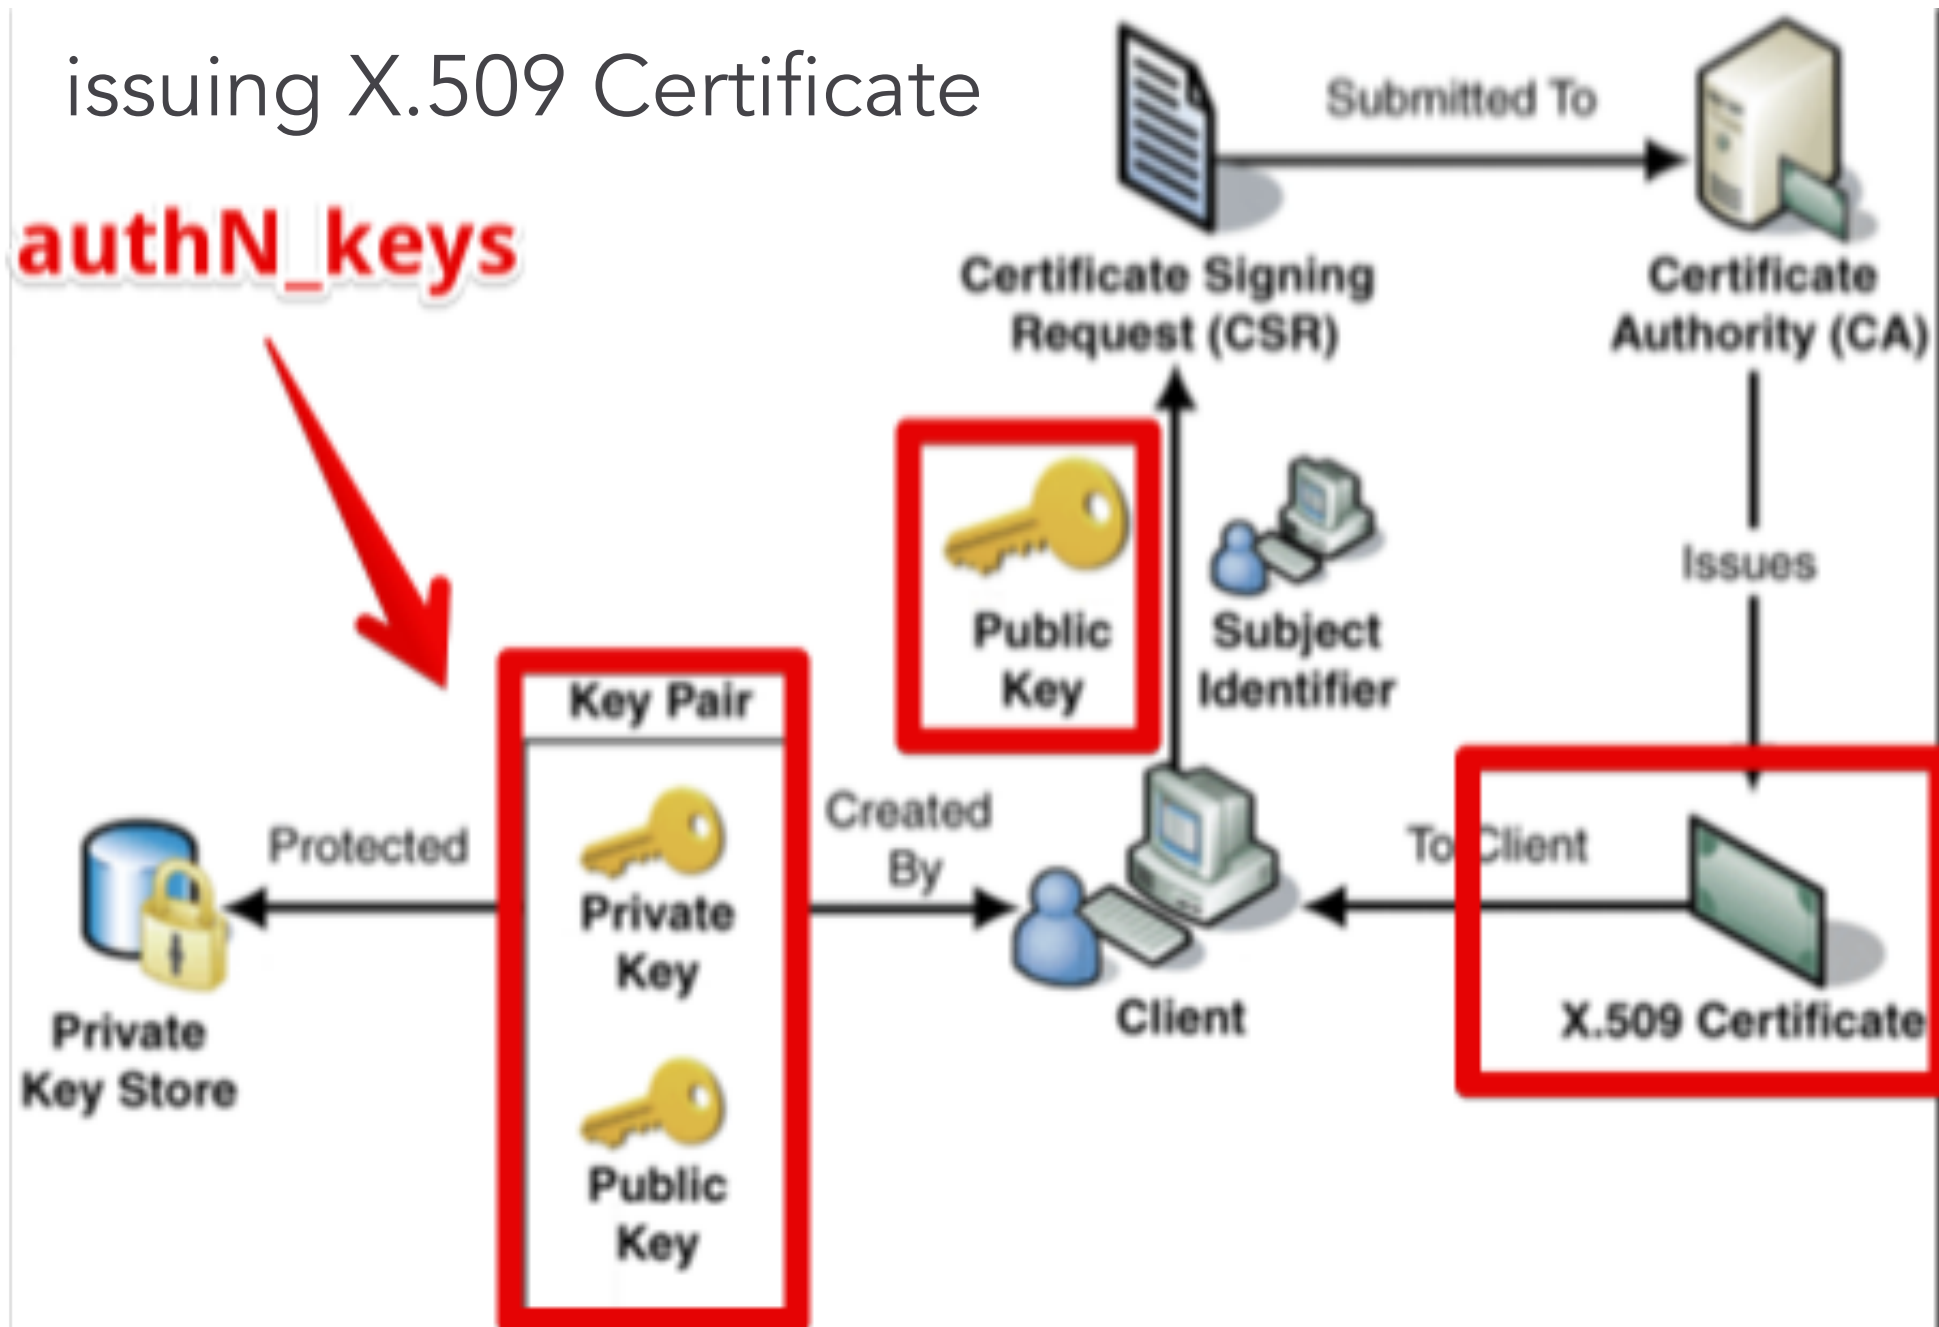 issuing X.509 Certificate
authN_keys
Submitted To
Certificate Signing
Request (CSR)
Certificate
Authority (CA)
Public
Key
Subject
Identifier
Issues
Key Pair
Protected
Private
Key
Created
By
To Client
Private
Key Store
Client
X.509 Certificate
Public
Key